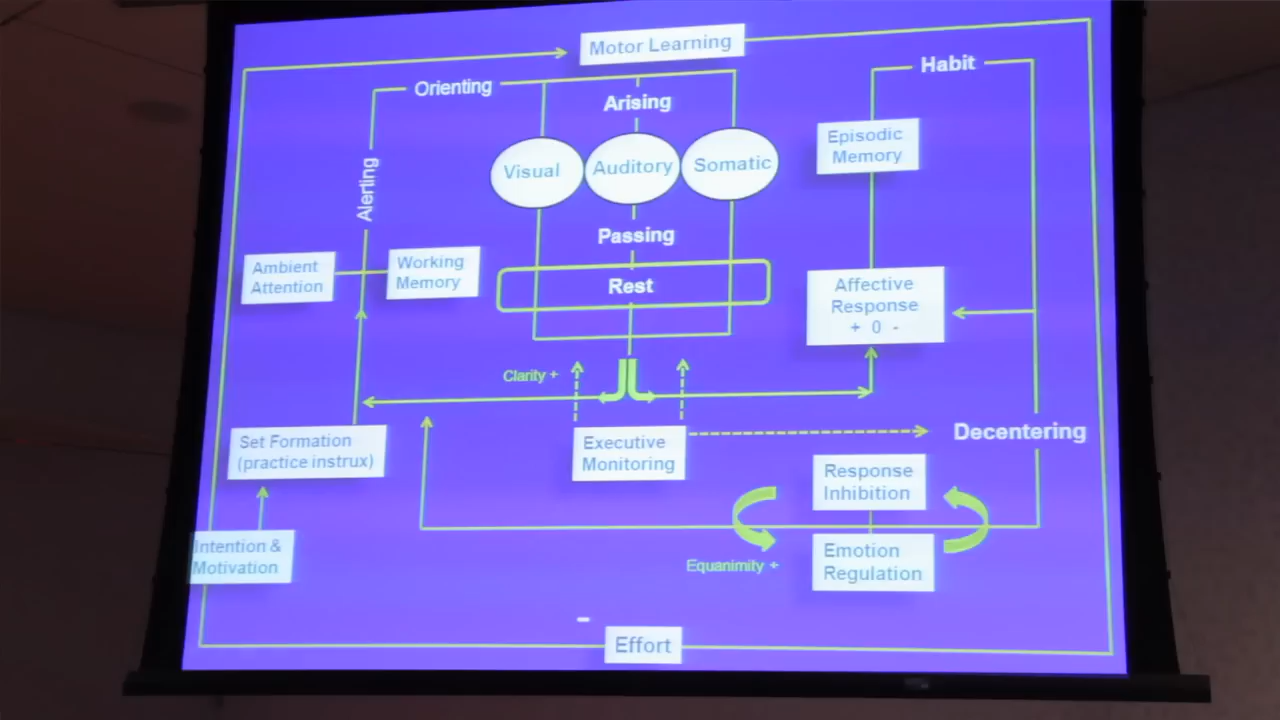 Motor Learning
Orienting
Habit
Arising
Episodic
Memory
Visual
Auditory
Somatic
Alerting
Passing
Ambient
Attention
Working
Memory
Rest
Affective
Response
+ 0 -
Clarity +
Set Formation
(practice instrux)
Executive
Monitoring
Decentering
Response
Inhibition
Intention &
Motivation
Equanimity +
Emotion
Regulation
Effort